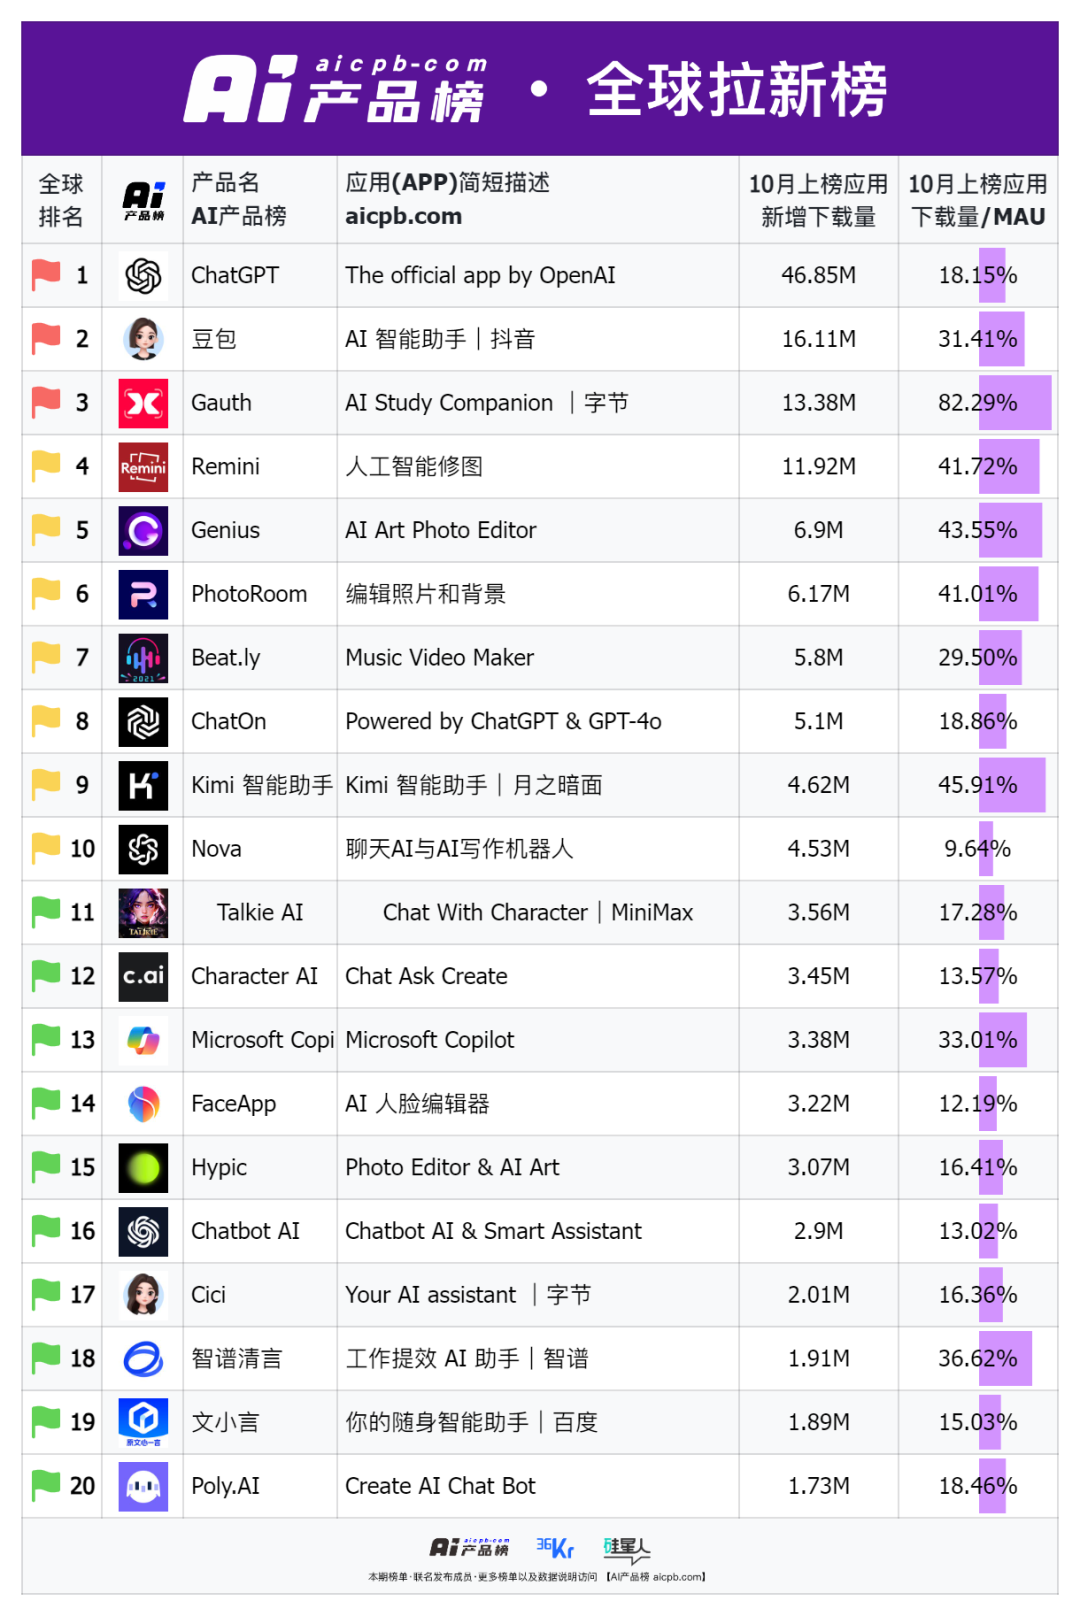 Ai产品榜 aicpb-com · 全球拉新榜
全球排名 Ai产品榜 产品名 AI产品榜 应用(APP)简短描述 aicpb.com 10月上榜应用新增下载量 10月上榜应用下载量/MAU
1 ChatGPT The official app by OpenAI 46.85M 18.15%
2 豆包 AI 智能助手｜抖音 16.11M 31.41%
3 Gauth AI Study Companion ｜字节 13.38M 82.29%
4 Remini Remini 人工智能修图 11.92M 41.72%
5 Genius AI Art Photo Editor 6.9M 43.55%
6 PhotoRoom 编辑照片和背景 6.17M 41.01%
7 2021 Beat.ly Music Video Maker 5.8M 29.50%
8 ChatOn Powered by ChatGPT & GPT-4o 5.1M 18.86%
9 Kimi 智能助手 Kimi 智能助手｜月之暗面 4.62M 45.91%
10 Nova 聊天AI与AI写作机器人 4.53M 9.64%
11 TALKIE Talkie AI Chat With Character｜MiniMax 3.56M 17.28%
12 c.ai Character AI Chat Ask Create 3.45M 13.57%
13 Microsoft Copi Microsoft Copilot 3.38M 33.01%
14 FaceApp AI 人脸编辑器 3.22M 12.19%
15 Hypic Photo Editor & AI Art 3.07M 16.41%
16 Chatbot AI Chatbot AI & Smart Assistant 2.9M 13.02%
17 Cici Your AI assistant ｜字节 2.01M 16.36%
18 智谱清言 工作提效 AI 助手｜智谱 1.91M 36.62%
19 原文心一言 文小言 你的随身智能助手｜百度 1.89M 15.03%
20 Poly.AI Create AI Chat Bot 1.73M 18.46%
Ai产品榜 aicpb-com 36Kr 硅星人
本期榜单·联名发布成员·更多榜单以及数据说明访问 【AI产品榜 aicpb.com】